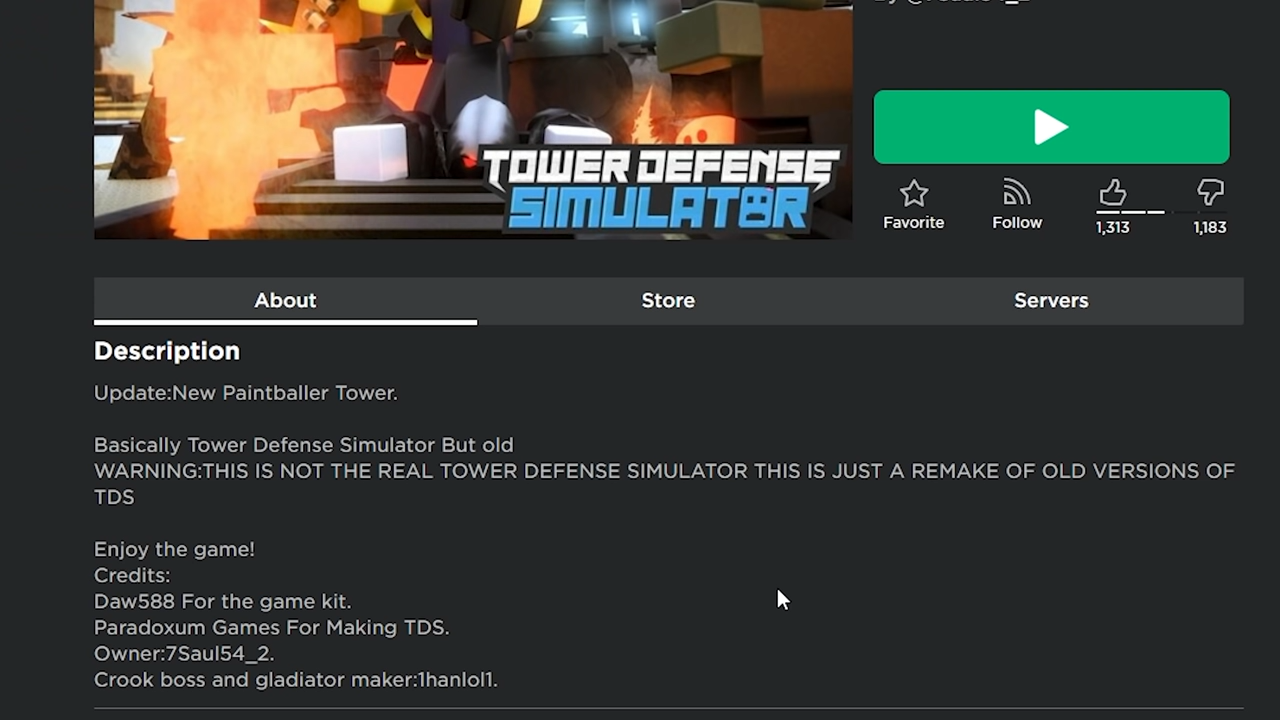 TOWER DEFENSE
SIMULATOR
Favorite
Follow
1,313
1,183
About
Store
Servers
Description
Update:New Paintballer Tower.
Basically Tower Defense Simulator But old
WARNING:THIS IS NOT THE REAL TOWER DEFENSE SIMULATOR THIS IS JUST A REMAKE OF OLD VERSIONS OF
TDS
Enjoy the game!
Credits:
Daw588 For the game kit.
Paradoxum Games For Making TDS.
Owner:7Saul54_2.
Crook boss and gladiator maker:1hanlol1.